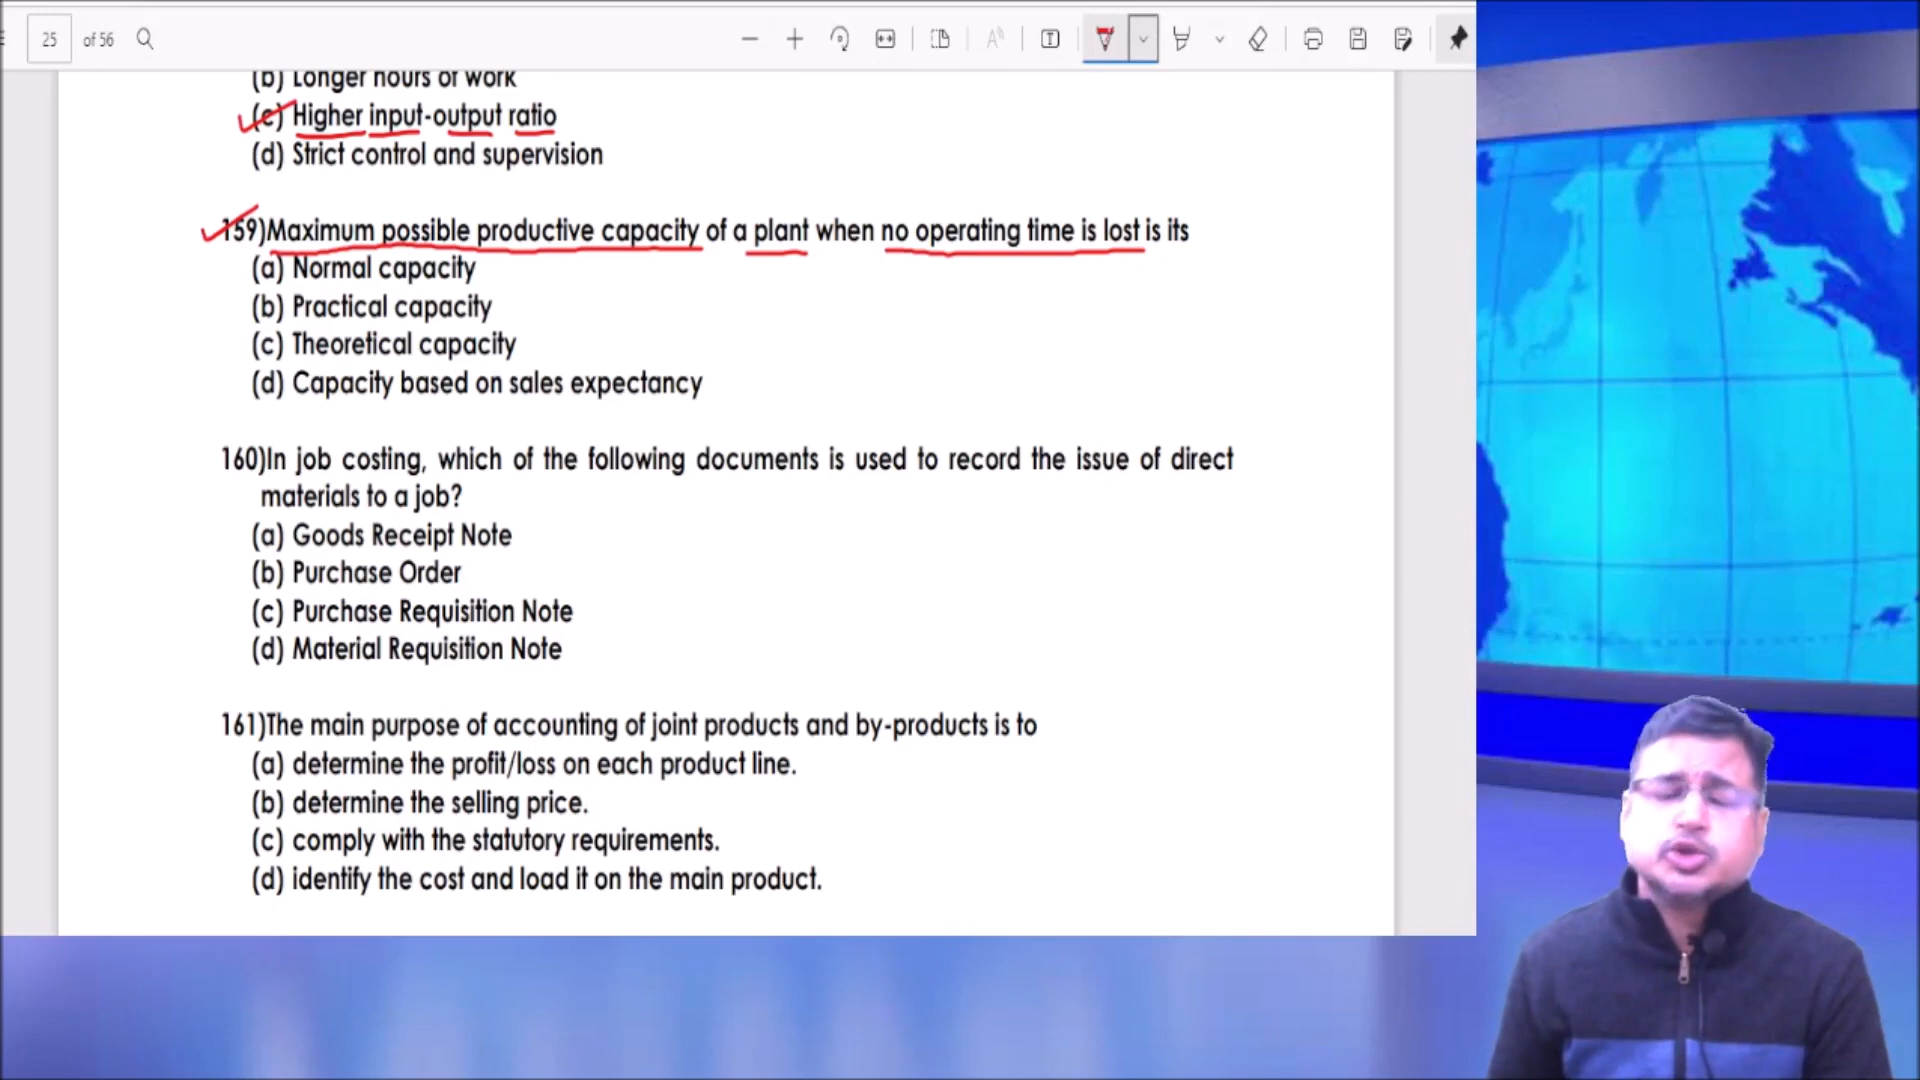 25 of 56
(b) Longer hours of work
(c) Higher input-output ratio
(d) Strict control and supervision
159)Maximum possible productive capacity of a plant when no operating time is lost is its
(a) Normal capacity
(b) Practical capacity
(c) Theoretical capacity
(d) Capacity based on sales expectancy
160)In job costing, which of the following documents is used to record the issue of direct
materials to a job?
(a) Goods Receipt Note
(b) Purchase Order
(c) Purchase Requisition Note
(d) Material Requisition Note
161)The main purpose of accounting of joint products and by-products is to
(a) determine the profit/loss on each product line.
(b) determine the selling price.
(c) comply with the statutory requirements.
(d) identify the cost and load it on the main product.